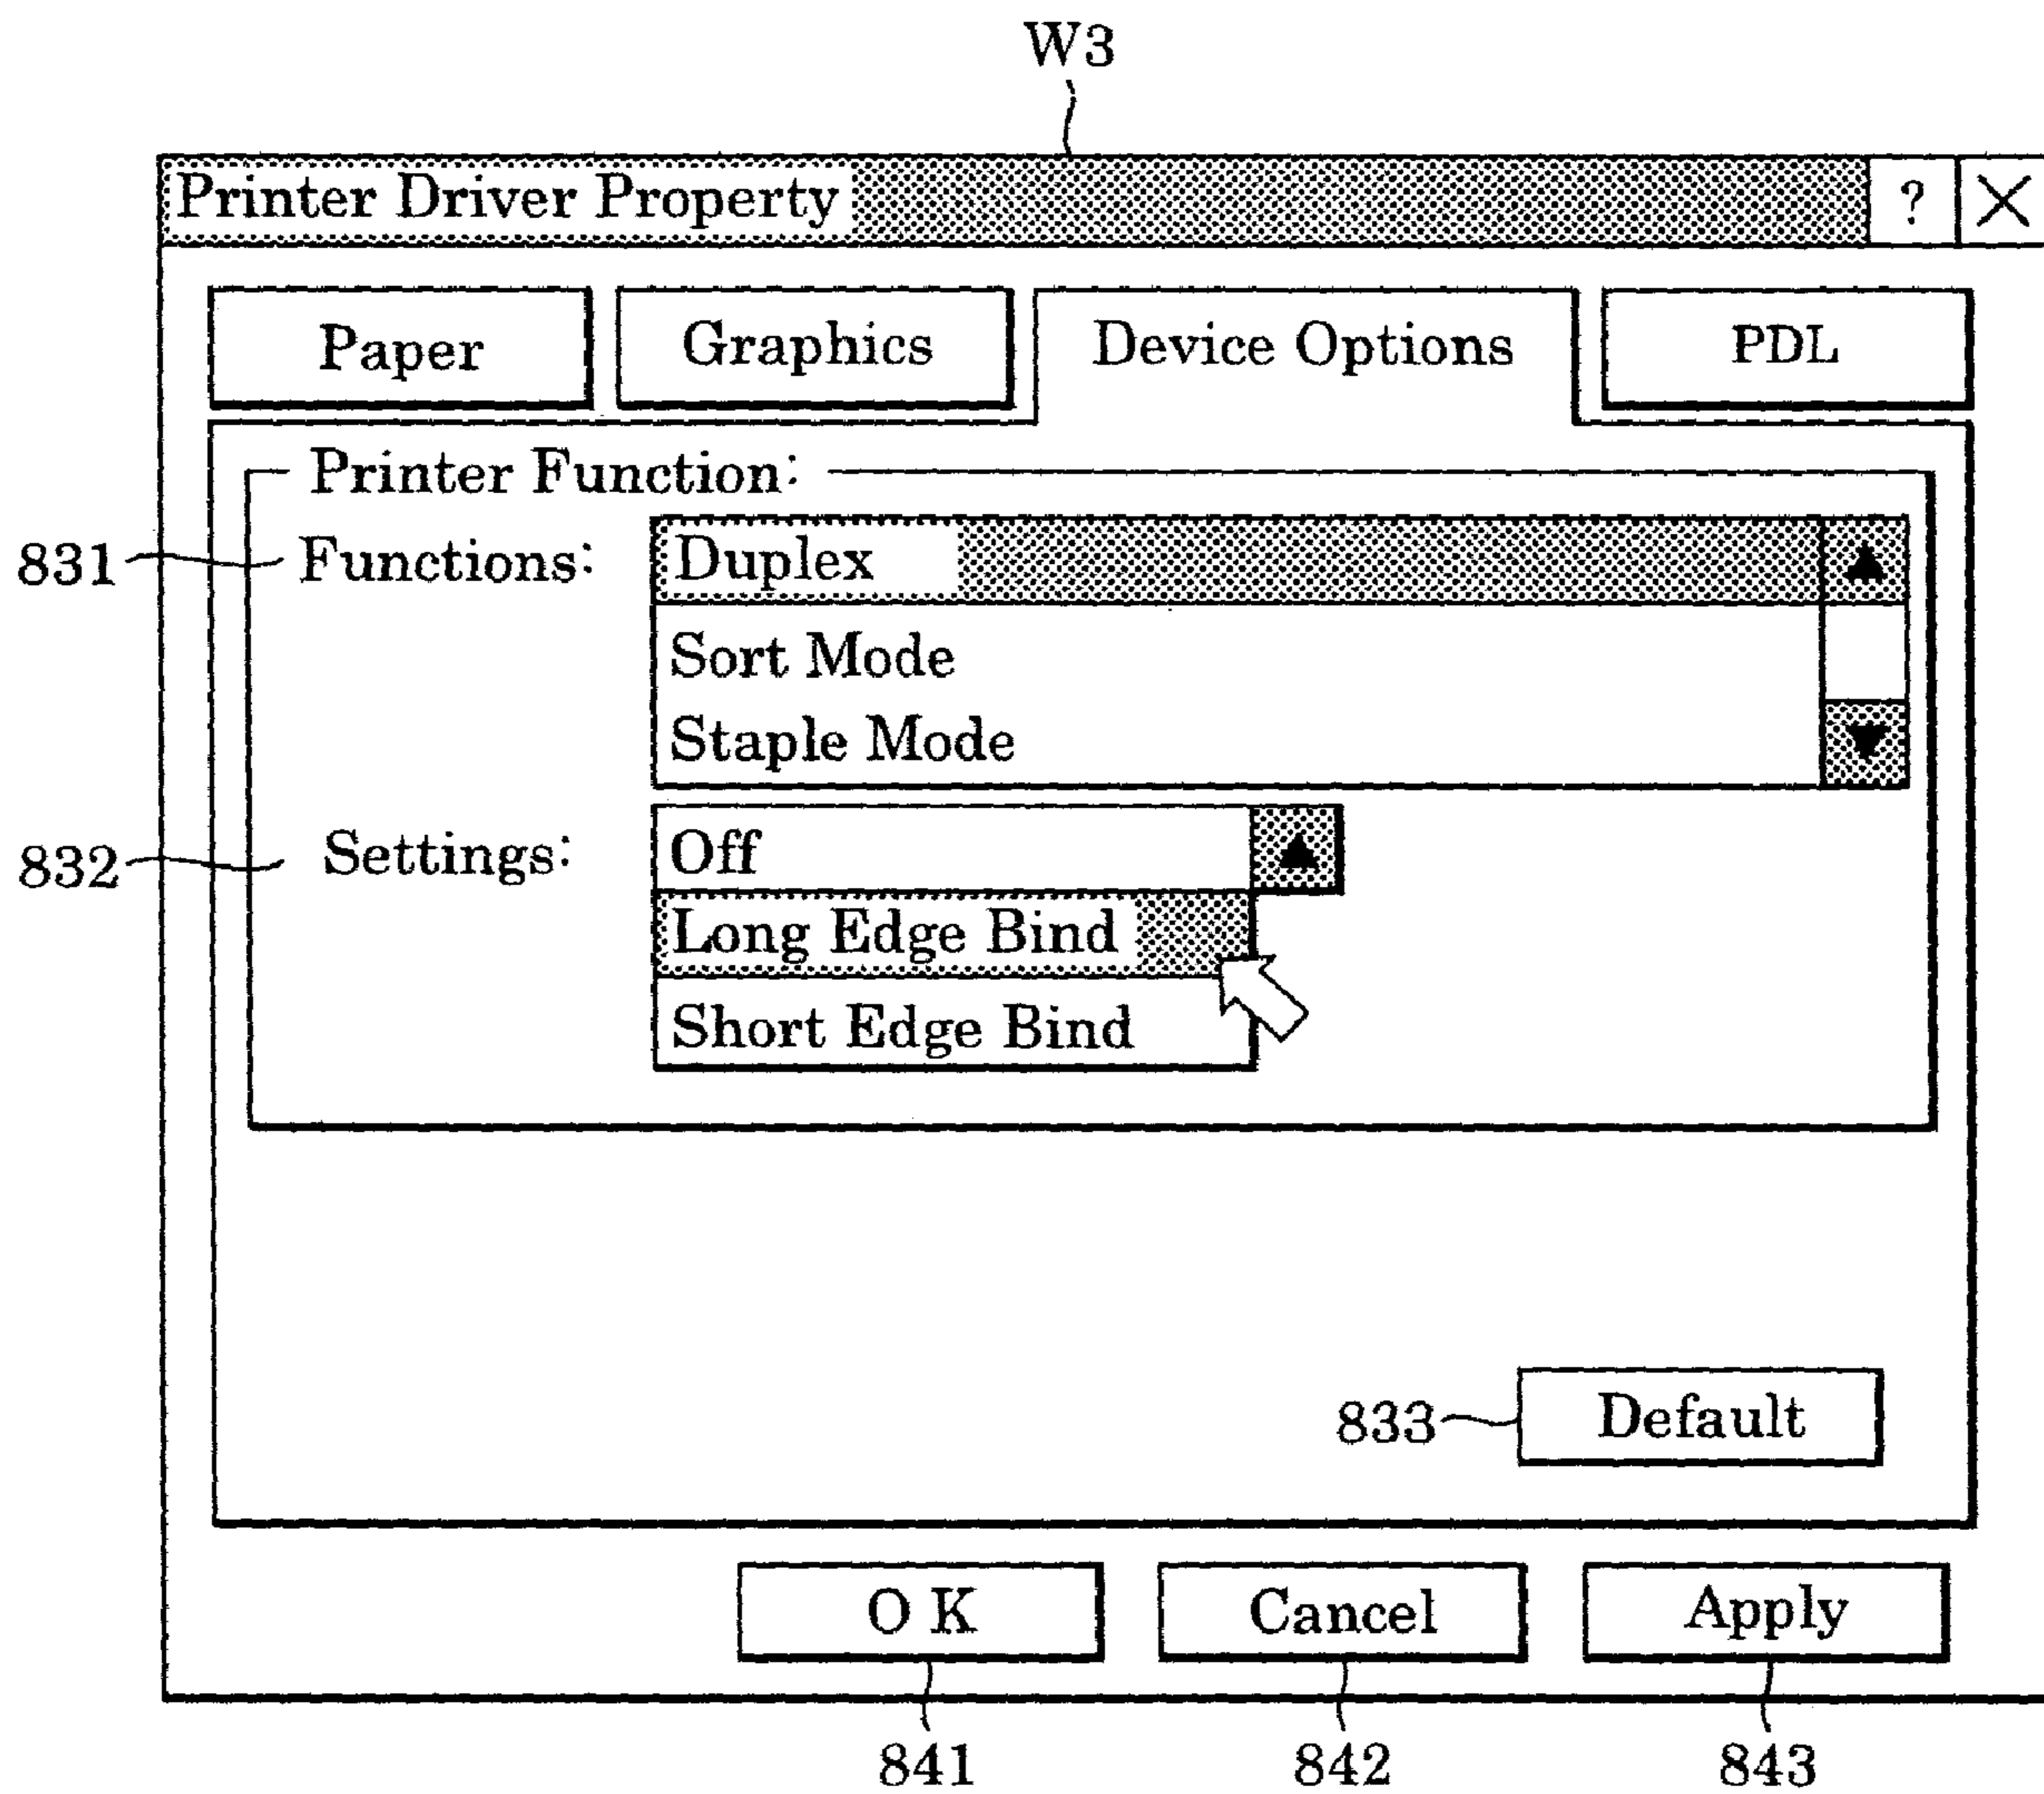 W3
Printer Driver Property ?
Paper Graphics Device Options PDL
Printer Function:
831 Functions: Duplex
Sort Mode
Staple Mode
832 Settings: Off
Long Edge Bind
Short Edge Bind
833 Default
OK Cancel Apply
841 842 843